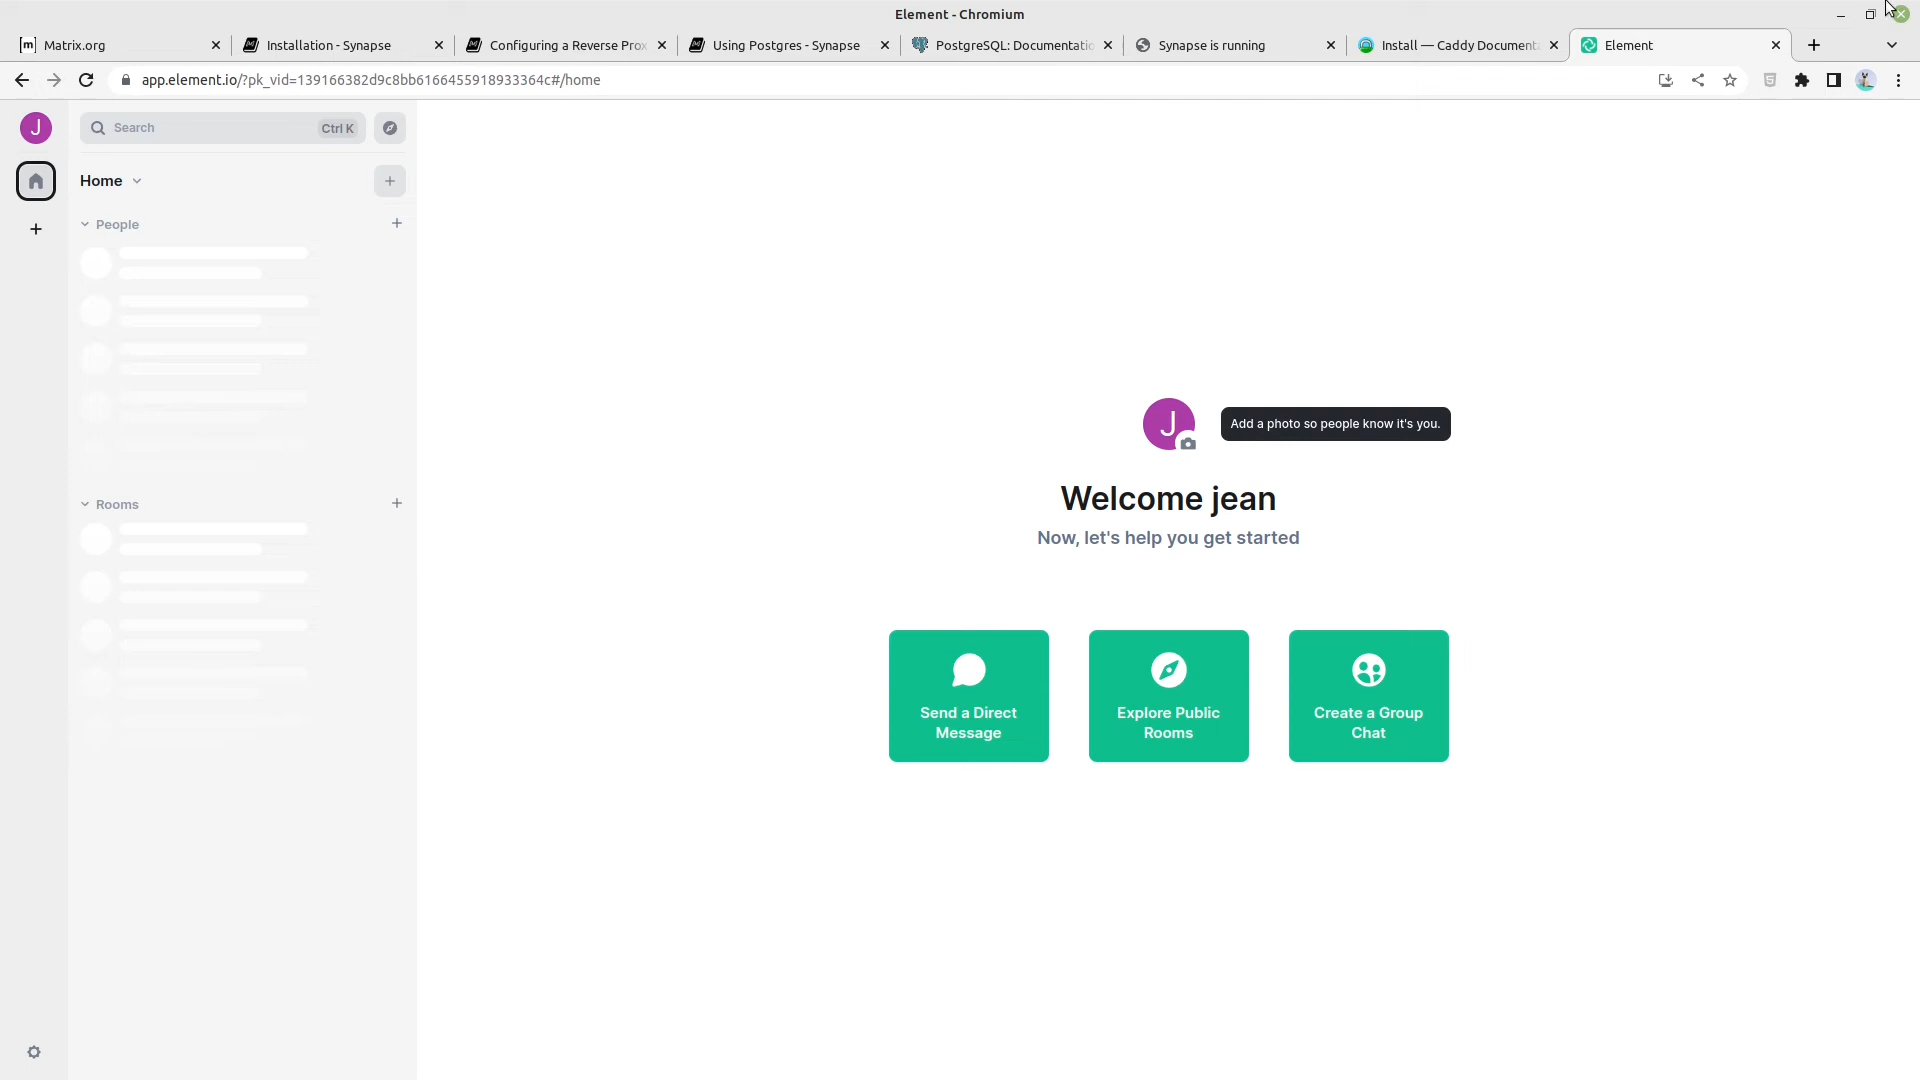 Element - Chromium
Matrix.org
Installation - Synapse
Configuring a Reverse Prox
Using Postgres - Synapse
PostgreSQL: Documentatio
Synapse is running
Install — Caddy Document
Element
app.element.io/?pk_vid=139166382d9c8bb6166455918933364c#/home
J
Search
Ctrl K
Home
People
Rooms
J
Add a photo so people know it's you.
Welcome jean
Now, let's help you get started
Send a Direct
Message
Explore Public
Rooms
Create a Group
Chat